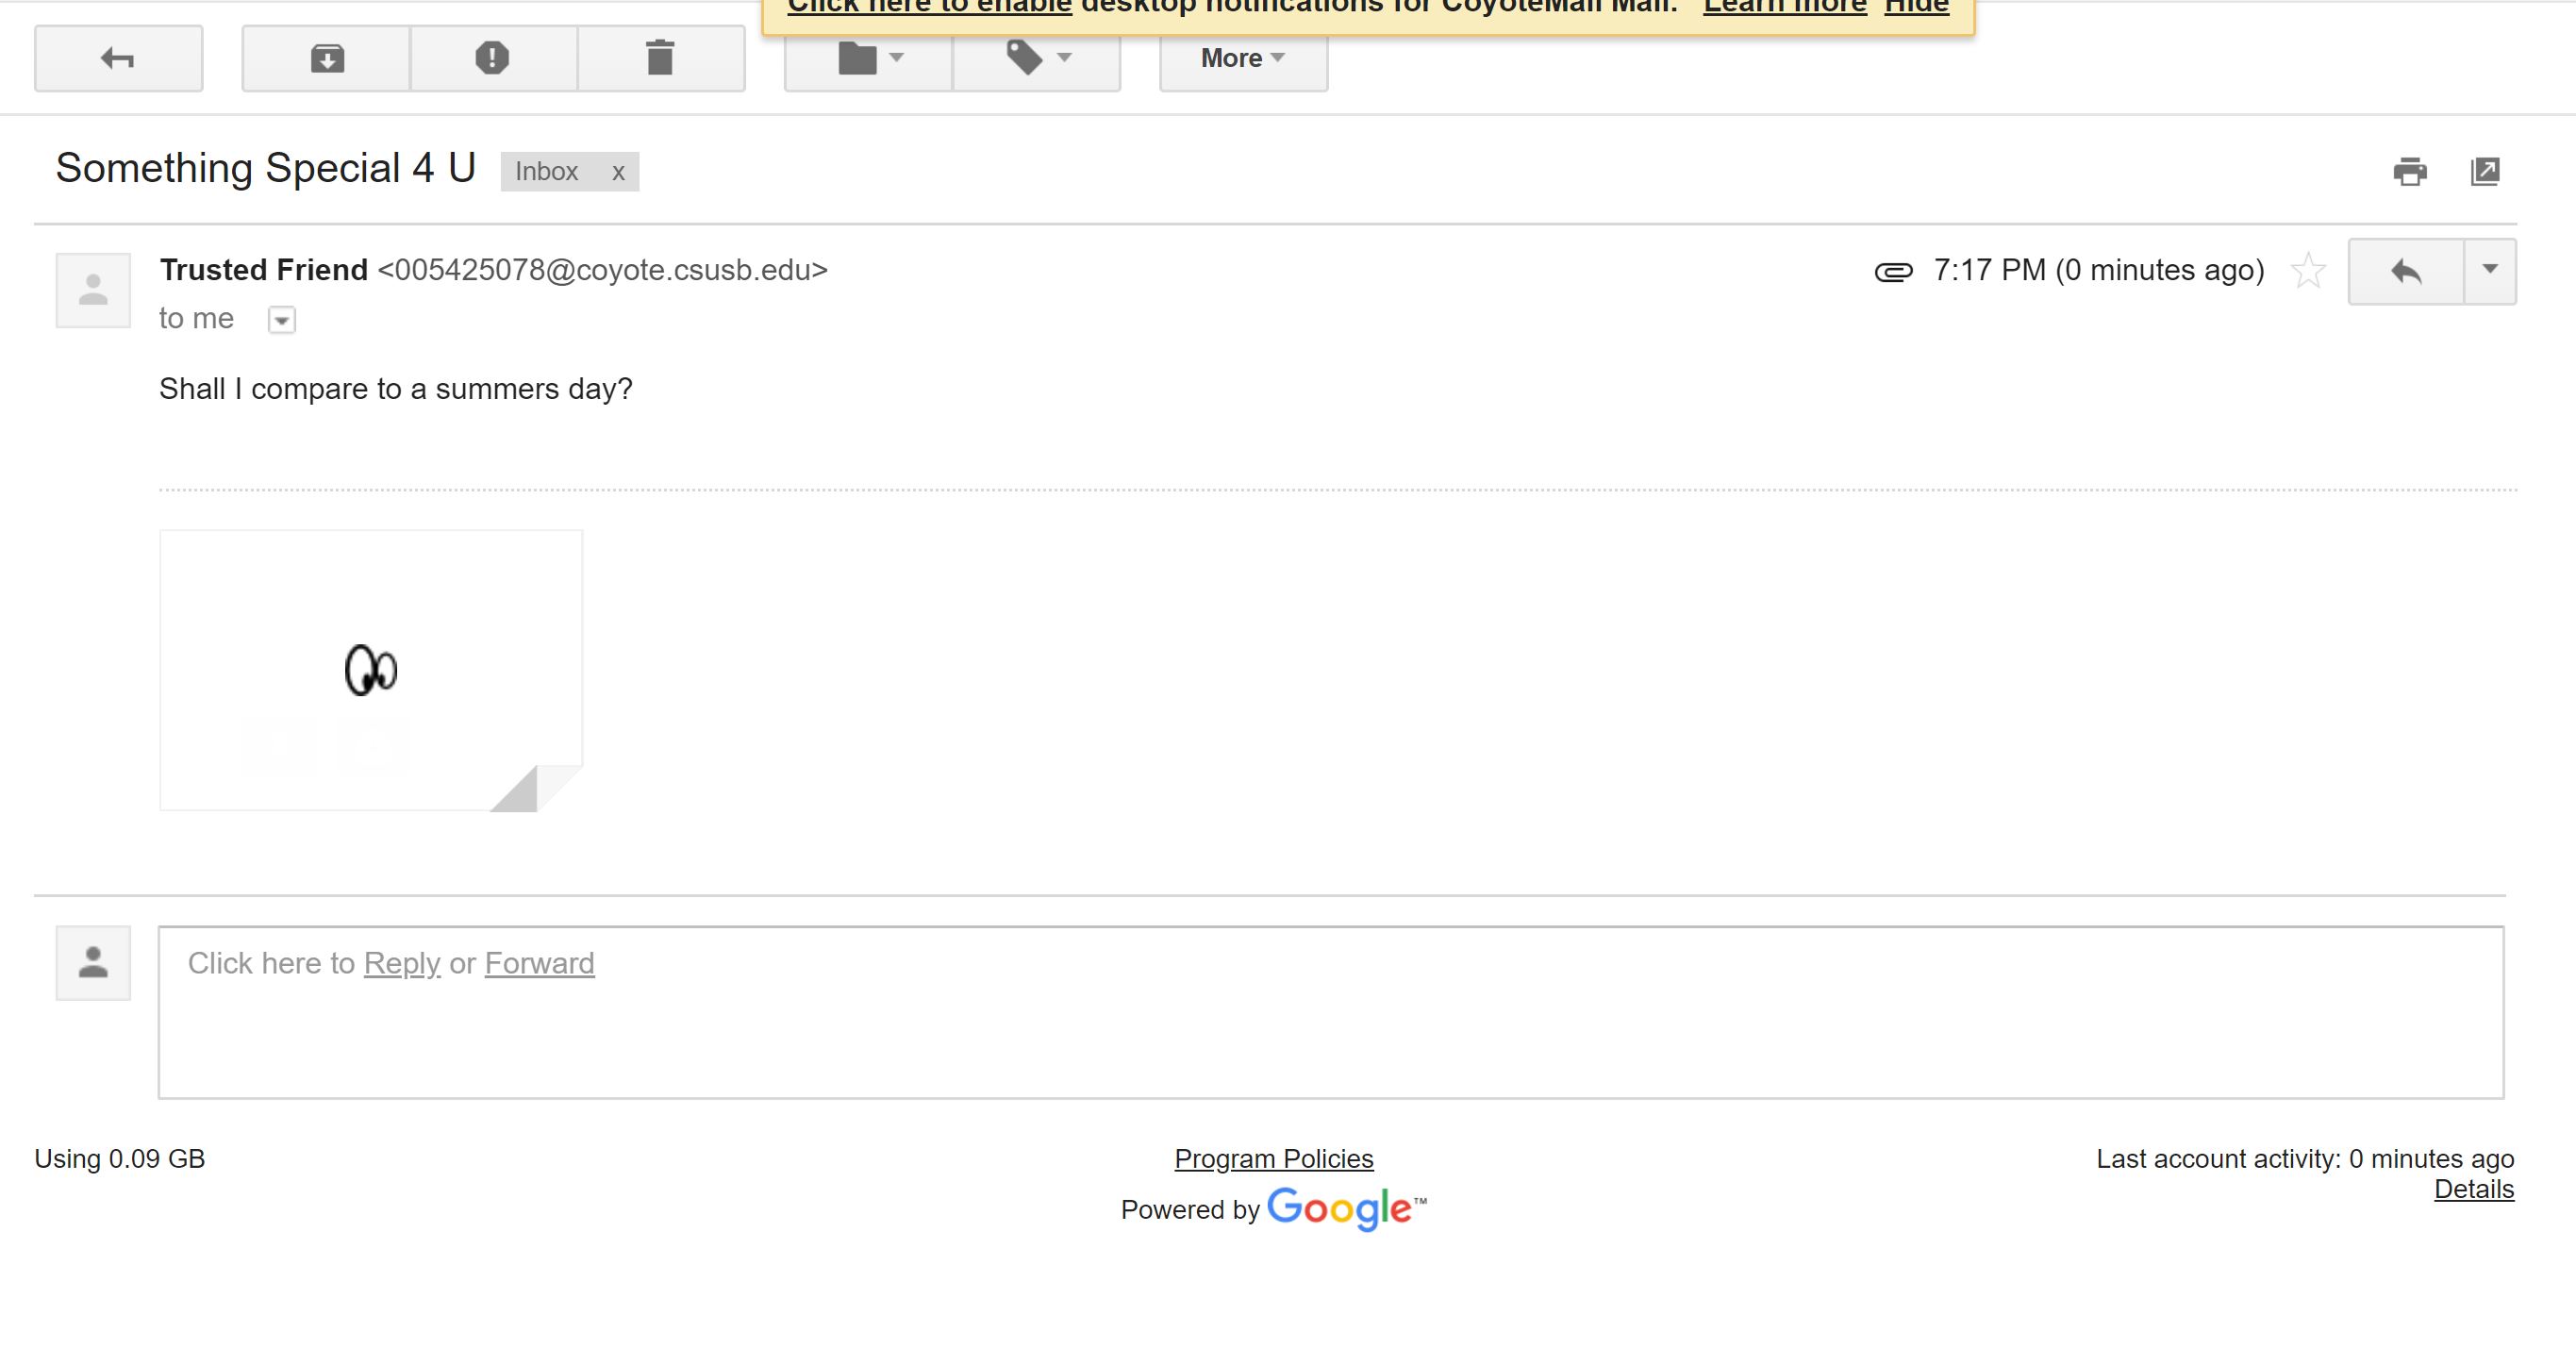 Click here to enable desktop notifications for CoyoteMail Mail. Learn more Hide
More
Something Special 4 U Inbox x
Trusted Friend <005425078@coyote.csusb.edu> 7:17 PM (0 minutes ago)
to me
Shall I compare to a summers day?
Click here to Reply or Forward
Using 0.09 GB
Program Policies
Powered by Google™
Last account activity: 0 minutes ago
Details